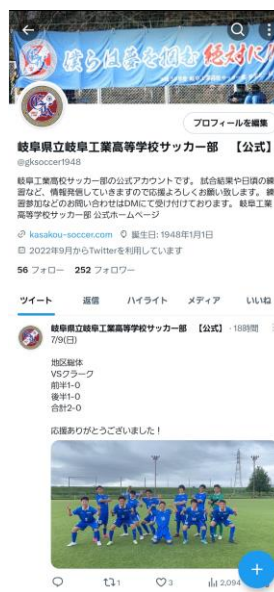 僕らは夢を掴む 絶対に!!
プロフィールを編集
岐阜県立岐阜工業高等学校サッカー部 【公式】
@gksoccer1948
岐阜工業高校サッカー部の公式アカウントです。 試合結果や日頃の練
習など、情報発信していきますので応援よろしくお願い致します。 練
習参加などのお問い合わせはDMにて受け付けております。 岐阜工業
高等学校サッカー部 公式ホームページ
kasakou-soccer.com 誕生日: 1948年1月1日
2022年9月からTwitterを利用しています
56 フォロー 252 フォロワー
ツイート 返信 ハイライト メディア いいね
岐阜県立岐阜工業高等学校サッカー部 【公式】 · 18時間
7/9(日)
地区総体
VSクラーク
前半1-0
後半1-0
合計2-0
応援ありがとうございました！
1 3 2,094